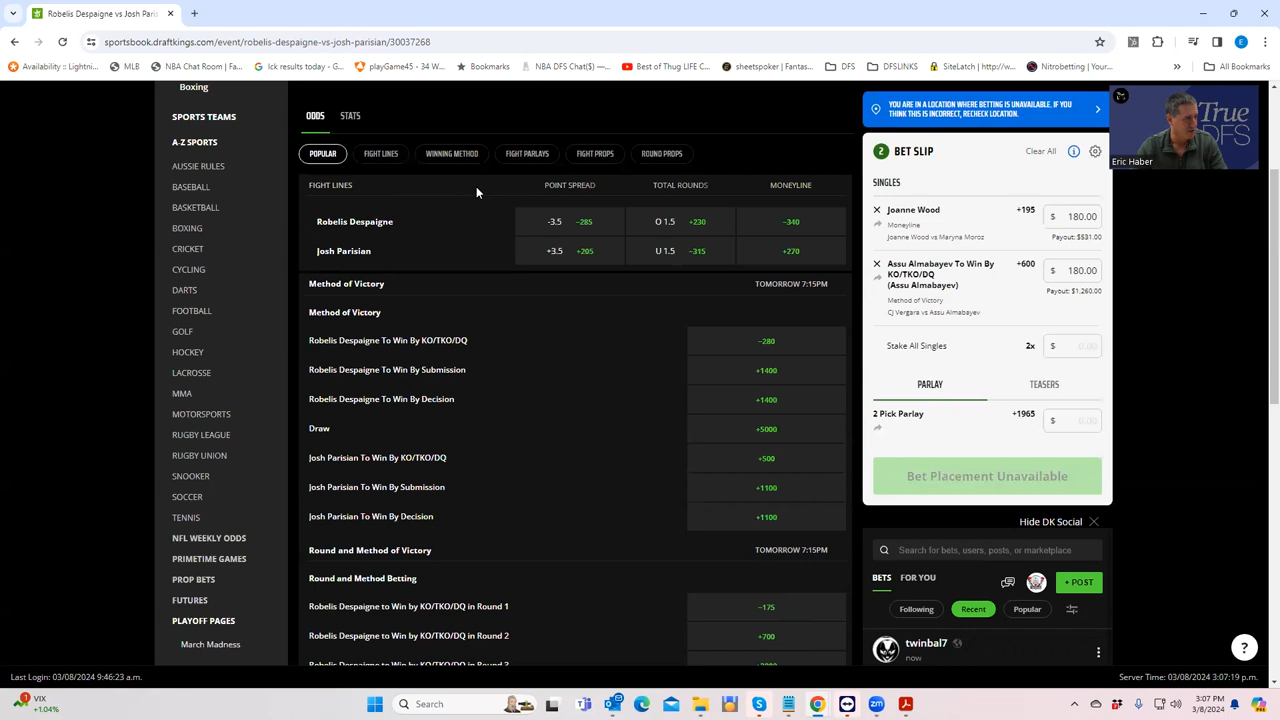 Robelis Despaigne vs Josh Paris
sportsbook.draftkings.com/event/robelis-despaigne-vs-josh-parisian/30037268
E
Availability :: Lightni...
MLB
NBA Chat Room | Fa...
Ick results today - G...
playGame45 - 34 W...
Bookmarks
NBA DFS Chat($) —...
Best of Thug LIFE C...
sheetspoker | Fantas...
DFS
DFSLINKS
SiteLatch | http://w...
Nitrobetting | Your...
All Bookmarks
Boxing
SPORTS TEAMS
A-Z SPORTS
AUSSIE RULES
BASEBALL
BASKETBALL
BOXING
CRICKET
CYCLING
DARTS
FOOTBALL
GOLF
HOCKEY
LACROSSE
MMA
MOTORSPORTS
RUGBY LEAGUE
RUGBY UNION
SNOOKER
SOCCER
TENNIS
NFL WEEKLY ODDS
PRIMETIME GAMES
PROP BETS
FUTURES
PLAYOFF PAGES
March Madness
ODDS STATS
POPULAR FIGHT LINES WINNING METHOD FIGHT PARLAYS FIGHT PROPS ROUND PROPS
FIGHT LINES POINT SPREAD TOTAL ROUNDS MONEYLINE
Robelis Despaigne -3.5 −285 O 1.5 +230 −340
Josh Parisian +3.5 +205 U 1.5 −315 +270
Method of Victory TOMORROW 7:15PM
Method of Victory
Robelis Despaigne To Win By KO/TKO/DQ −280
Robelis Despaigne To Win By Submission +1400
Robelis Despaigne To Win By Decision +1400
Draw +5000
Josh Parisian To Win By KO/TKO/DQ +500
Josh Parisian To Win By Submission +1100
Josh Parisian To Win By Decision +1100
Round and Method of Victory TOMORROW 7:15PM
Round and Method Betting
Robelis Despaigne to Win by KO/TKO/DQ in Round 1 −175
Robelis Despaigne to Win by KO/TKO/DQ in Round 2 +700
YOU ARE IN A LOCATION WHERE BETTING IS UNAVAILABLE. IF YOU
THINK THIS IS INCORRECT, RECHECK LOCATION.
True
DFS
Eric Haber
2 BET SLIP Clear All
SINGLES
Joanne Wood +195 $ 180.00
Moneyline
Joanne Wood vs Maryna Moroz Payout: $531.00
Assu Almabayev To Win By +600 $ 180.00
KO/TKO/DQ
(Assu Almabayev) Payout: $1,260.00
Method of Victory
Cj Vergara vs Assu Almabayev
Stake All Singles 2x $ 0.00
PARLAY TEASERS
2 Pick Parlay +1965 $ 0.00
Bet Placement Unavailable
Hide DK Social
Search for bets, users, posts, or marketplace
BETS FOR YOU + POST
Following Recent Popular
twinbal7
now
?
Last Login: 03/08/2024 9:46:23 a.m. Server Time: 03/08/2024 3:07:19 p.m.
1 VIX
+1.04%
Search
3:07 PM
3/8/2024